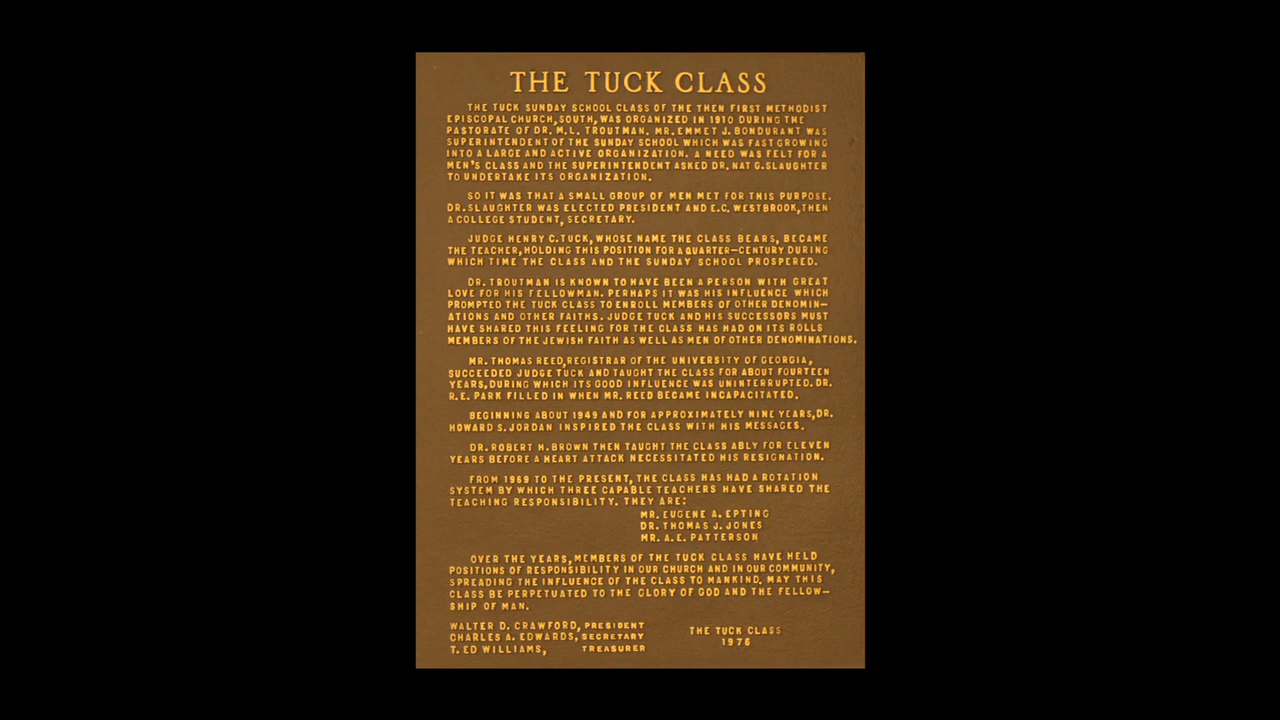 THE TUCK CLASS
THE TUCK SUNDAY SCHOOL CLASS OF THE THEN FIRST METHODIST
EPISCOPAL CHURCH, SOUTH, WAS ORGANIZED IN 1910 DURING THE
PASTORATE OF DR. M.L. TROUTMAN. MR. EMMET J. BONDURANT WAS
SUPERINTENDENT OF THE SUNDAY SCHOOL WHICH WAS FAST GROWING
INTO A LARGE AND ACTIVE ORGANIZATION. A NEED WAS FELT FOR A
MEN'S CLASS AND THE SUPERINTENDENT ASKED DR. NAT G. SLAUGHTER
TO UNDERTAKE ITS ORGANIZATION.
SO IT WAS THAT A SMALL GROUP OF MEN MET FOR THIS PURPOSE.
DR. SLAUGHTER WAS ELECTED PRESIDENT AND E.C. WESTBROOK, THEN
A COLLEGE STUDENT, SECRETARY.
JUDGE HENRY C. TUCK, WHOSE NAME THE CLASS BEARS, BECAME
THE TEACHER, HOLDING THIS POSITION FOR A QUARTER-CENTURY DURING
WHICH TIME THE CLASS AND THE SUNDAY SCHOOL PROSPERED.
DR. TROUTMAN IS KNOWN TO HAVE BEEN A PERSON WITH GREAT
LOVE FOR HIS FELLOWMAN. PERHAPS IT WAS HIS INFLUENCE WHICH
PROMPTED THE TUCK CLASS TO ENROLL MEMBERS OF OTHER DENOMIN-
ATIONS AND OTHER FAITHS. JUDGE TUCK AND HIS SUCCESSORS MUST
HAVE SHARED THIS FEELING FOR THE CLASS HAS HAD ON ITS ROLLS
MEMBERS OF THE JEWISH FAITH AS WELL AS MEN OF OTHER DENOMINATIONS.
MR. THOMAS REED, REGISTRAR OF THE UNIVERSITY OF GEORGIA,
SUCCEEDED JUDGE TUCK AND TAUGHT THE CLASS FOR ABOUT FOURTEEN
YEARS, DURING WHICH ITS GOOD INFLUENCE WAS UNINTERRUPTED. DR.
R.E. PARK FILLED IN WHEN MR. REED BECAME INCAPACITATED.
BEGINNING ABOUT 1949 AND FOR APPROXIMATELY NINE YEARS, DR.
HOWARD S. JORDAN INSPIRED THE CLASS WITH HIS MESSAGES.
DR. ROBERT H. BROWN THEN TAUGHT THE CLASS ABLY FOR ELEVEN
YEARS BEFORE A HEART ATTACK NECESSITATED HIS RESIGNATION.
FROM 1969 TO THE PRESENT, THE CLASS HAS HAD A ROTATION
SYSTEM BY WHICH THREE CAPABLE TEACHERS HAVE SHARED THE
TEACHING RESPONSIBILITY. THEY ARE:
MR. EUGENE A. EPTING
DR. THOMAS J. JONES
MR. A.E. PATTERSON
OVER THE YEARS, MEMBERS OF THE TUCK CLASS HAVE HELD
POSITIONS OF RESPONSIBILITY IN OUR CHURCH AND IN OUR COMMUNITY,
SPREADING THE INFLUENCE OF THE CLASS TO MANKIND. MAY THIS
CLASS BE PERPETUATED TO THE GLORY OF GOD AND THE FELLOW-
SHIP OF MAN.
WALTER D. CRAWFORD, PRESIDENT
CHARLES A. EDWARDS, SECRETARY
T. ED WILLIAMS, TREASURER
THE TUCK CLASS
1976